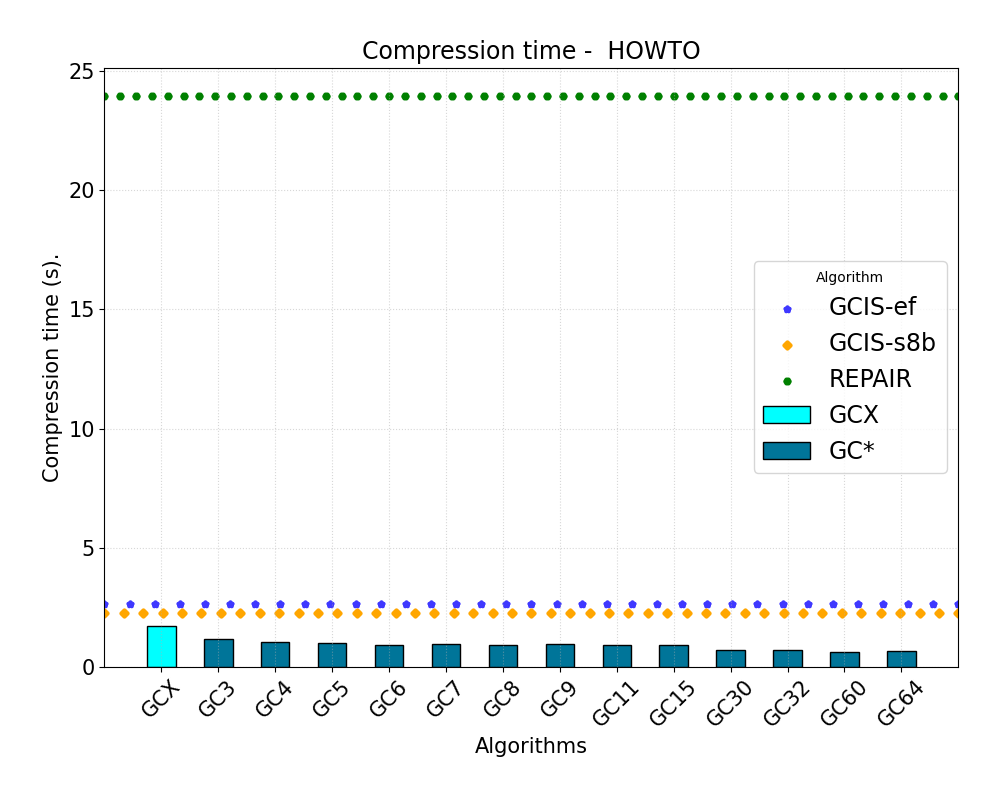 Compression time -  HOWTO
Compression time (s).
25
20
15
10
5
0
Algorithm
GCIS-ef
GCIS-s8b
REPAIR
GCX
GC*
GCX GC3 GC4 GC5 GC6 GC7 GC8 GC9 GC11 GC15 GC30 GC32 GC60 GC64
Algorithms